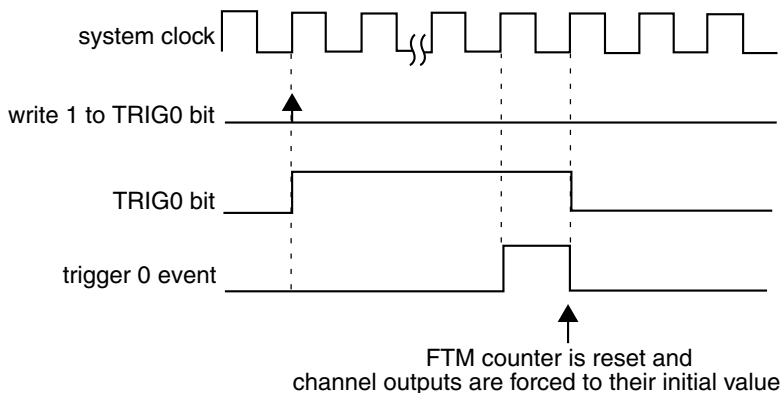 system clock
write 1 to TRIG0 bit
TRIG0 bit
trigger 0 event
FTM counter is reset and
channel outputs are forced to their initial value